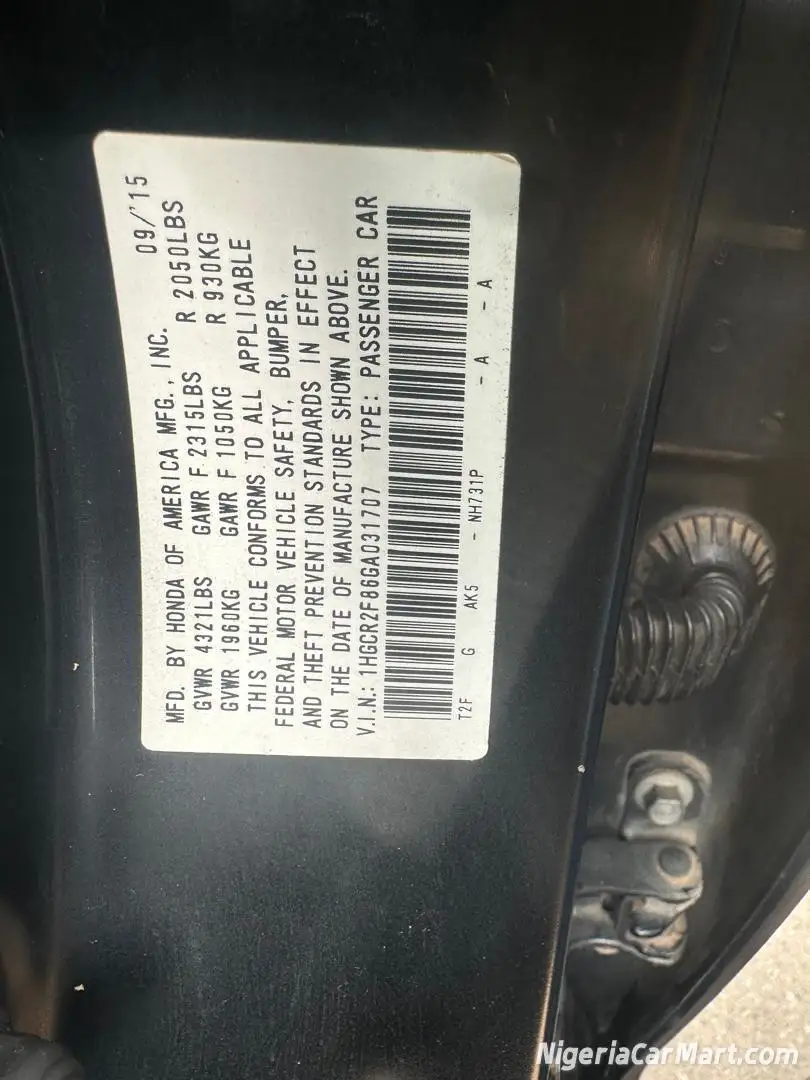 MFD. BY HONDA OF AMERICA MFG., INC. 09/'15
GVWR 4321LBS GAWR F 2315LBS R 2050LBS
GVWR 1960KG GAWR F 1050KG R 930KG
THIS VEHICLE CONFORMS TO ALL APPLICABLE
FEDERAL MOTOR VEHICLE SAFETY, BUMPER,
AND THEFT PREVENTION STANDARDS IN EFFECT
ON THE DATE OF MANUFACTURE SHOWN ABOVE.
V.I.N.: 1HGCR2F86GA031707 TYPE: PASSENGER CAR
T2F G AK5 - NH731P - A - A
NigeriaCarMart.com